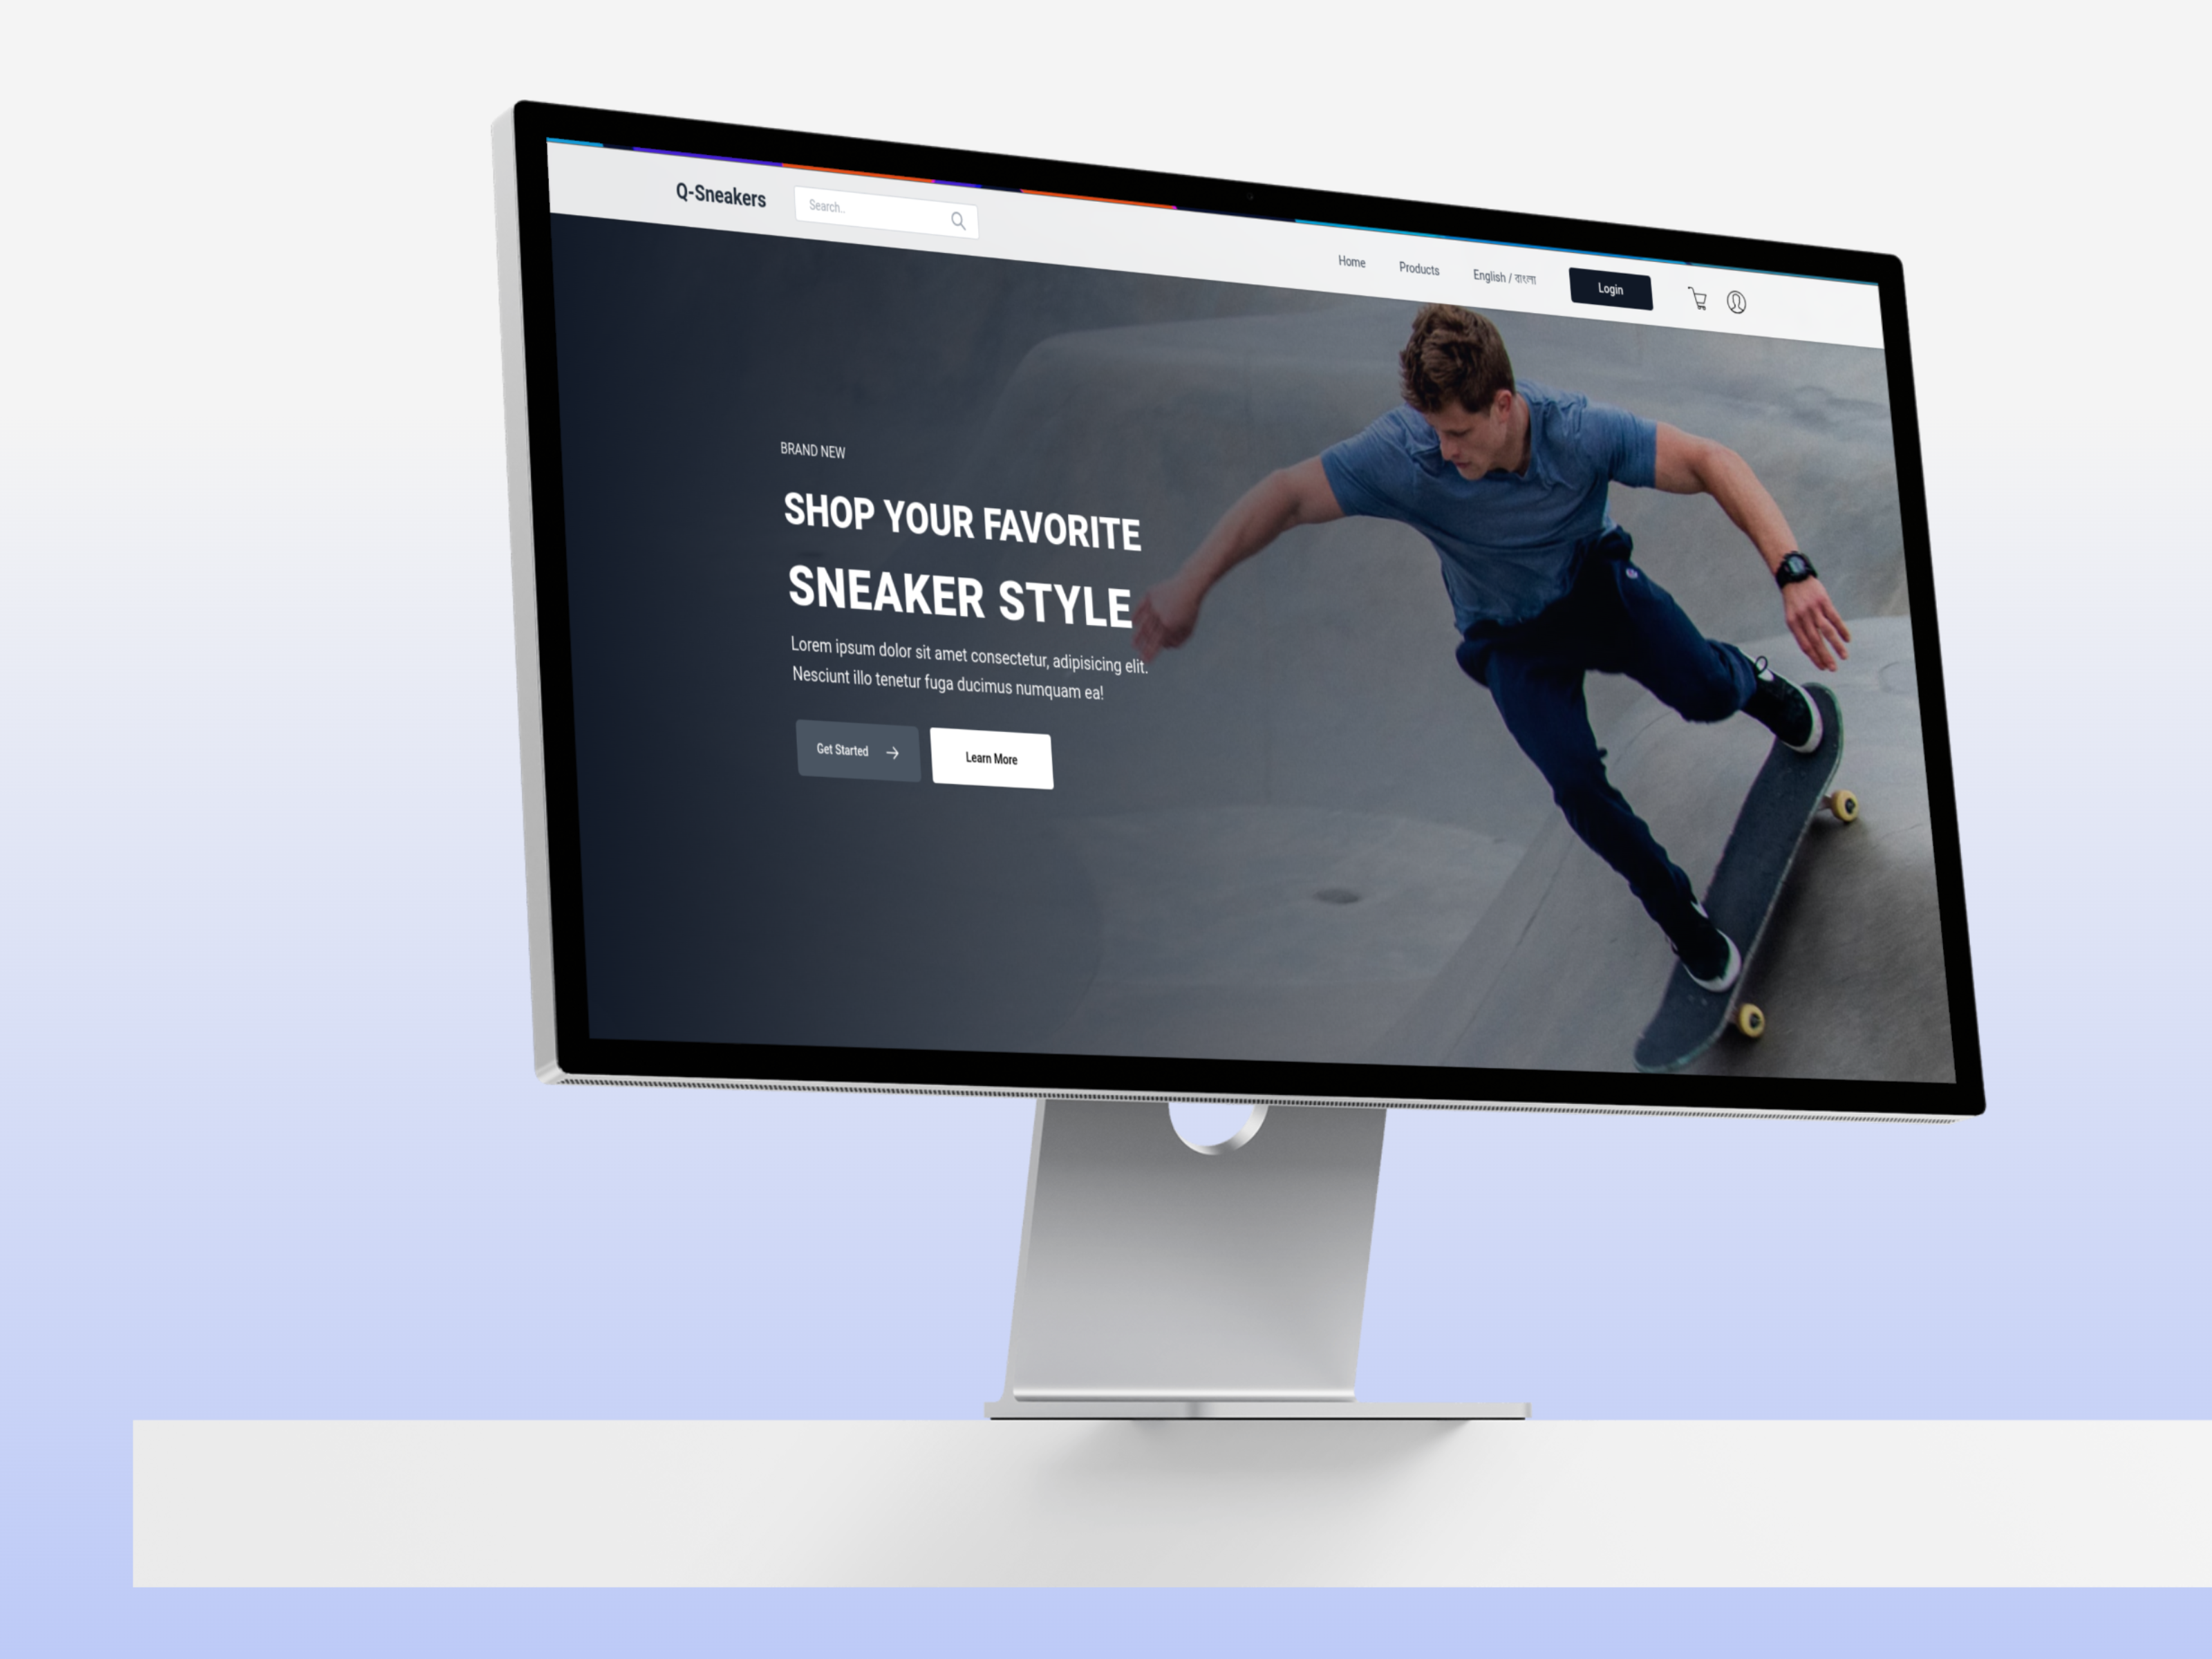 Q-Sneakers
Search..
Home
Products
English / বাংলা
Login
BRAND NEW
SHOP YOUR FAVORITE
SNEAKER STYLE
Lorem ipsum dolor sit amet consectetur, adipisicing elit.
Nesciunt illo tenetur fuga ducimus numquam ea!
Get Started
Learn More